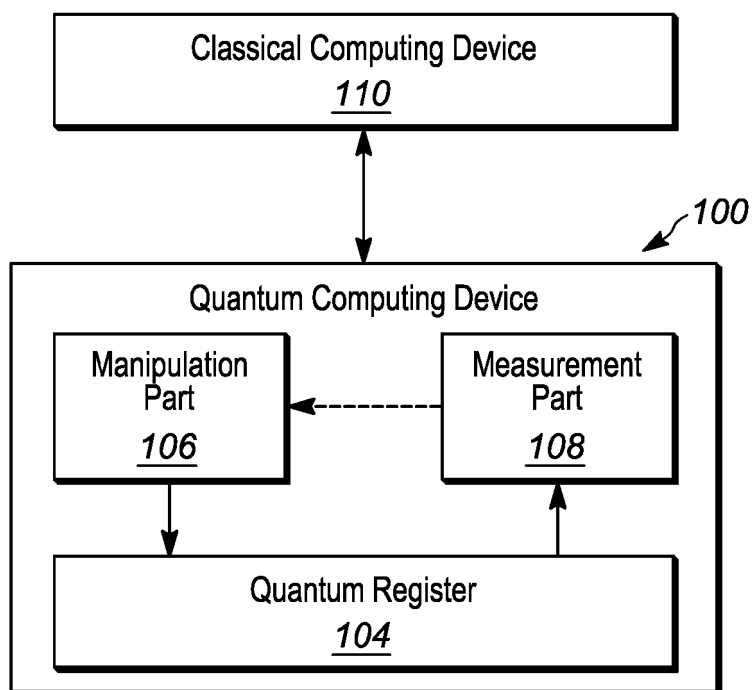 Classical Computing Device
110
100
Quantum Computing Device
Manipulation
Part
106
Measurement
Part
108
Quantum Register
104